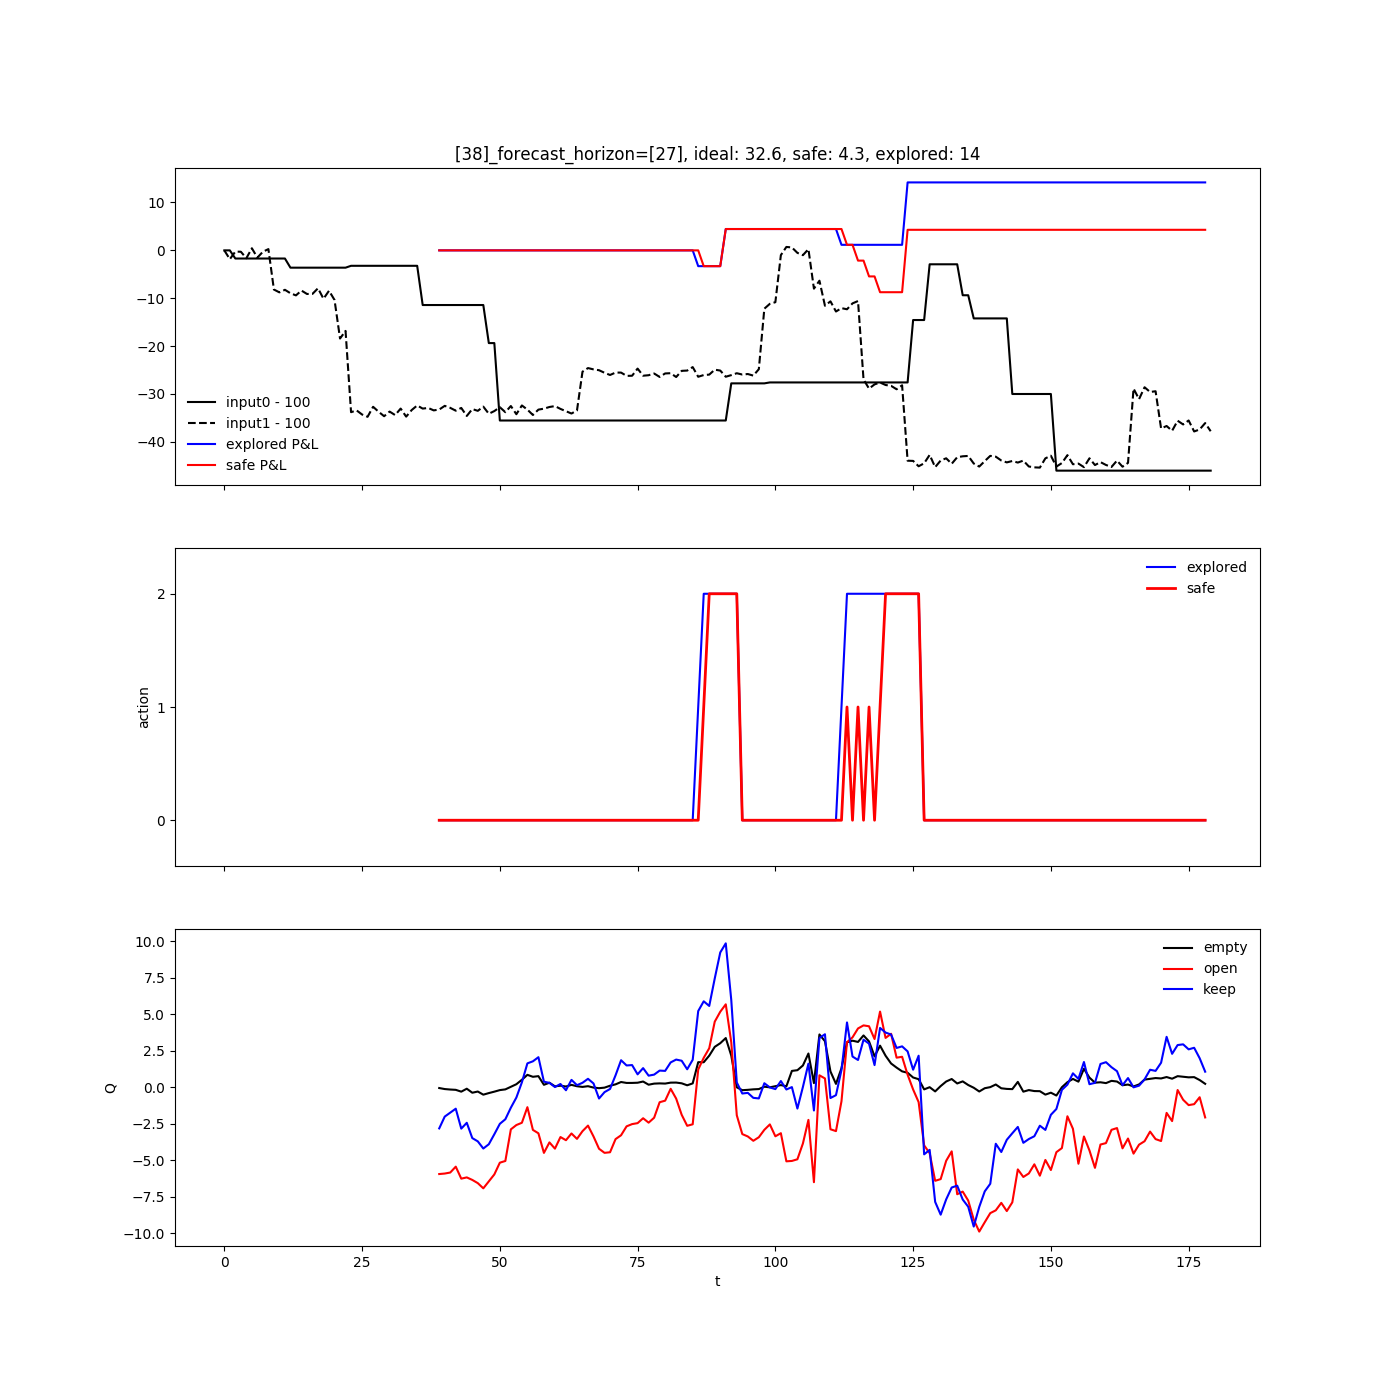 [38]_forecast_horizon=[27], ideal: 32.6, safe: 4.3, explored: 14
10
0
−10
−20
−30
−40
input0 - 100
input1 - 100
explored P&L
safe P&L
2
1
0
action
explored
safe
10.0
7.5
5.0
2.5
0.0
−2.5
−5.0
−7.5
−10.0
Q
empty
open
keep
0 25 50 75 100 125 150 175
t